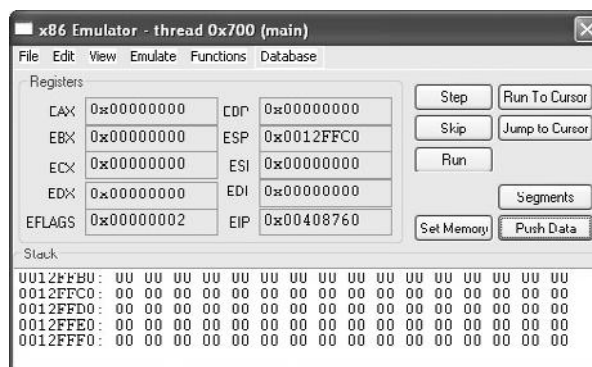 x86 Emulator - thread 0x700 (main)
File Edit View Emulate Functions Database
Registers
EAX 0x00000000 EBP 0x00000000 Step Run To Cursor
EBX 0x00000000 ESP 0x0012FFC0 Skip Jump to Cursor
ECX 0x00000000 ESI 0x00000000 Run
EDX 0x00000000 EDI 0x00000000 Segments
EFLAGS 0x00000002 EIP 0x00408760 Set Memory Push Data
Stack
0012FFB0: 00 00 00 00 00 00 00 00 00 00 00 00 00 00 00 00
0012FFC0: 00 00 00 00 00 00 00 00 00 00 00 00 00 00 00 00
0012FFD0: 00 00 00 00 00 00 00 00 00 00 00 00 00 00 00 00
0012FFE0: 00 00 00 00 00 00 00 00 00 00 00 00 00 00 00 00
0012FFF0: 00 00 00 00 00 00 00 00 00 00 00 00 00 00 00 00